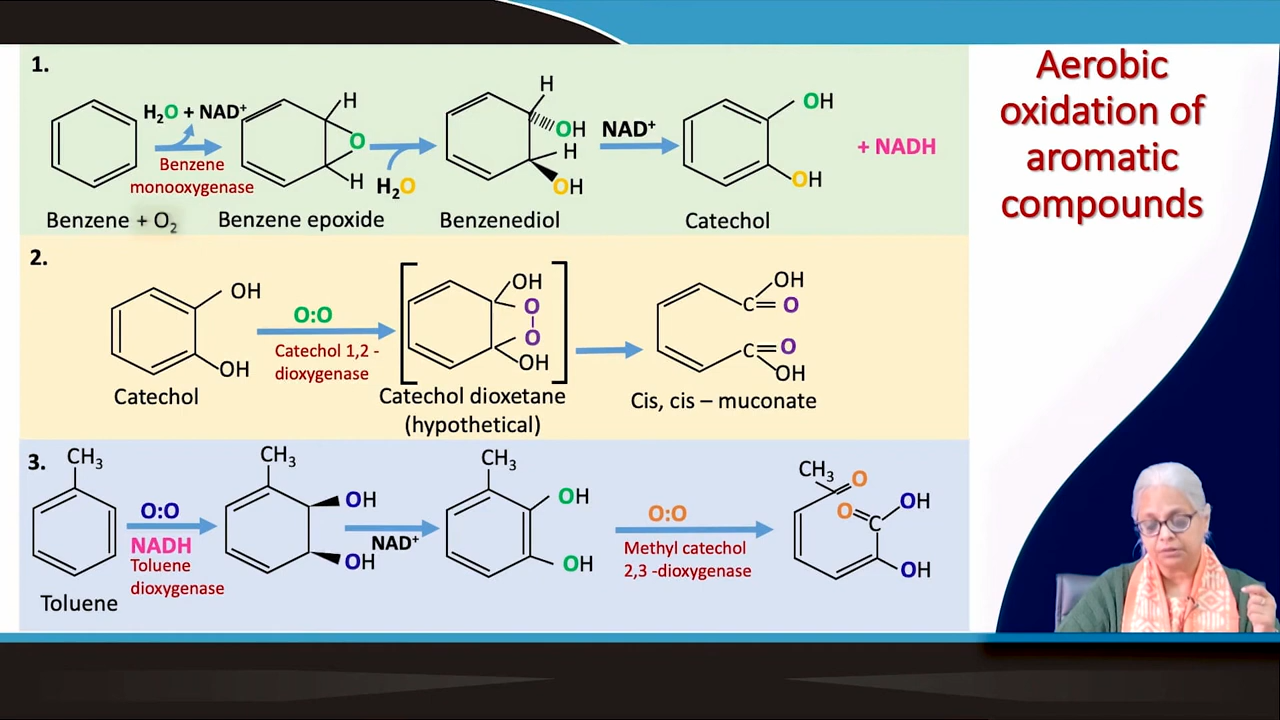 Aerobic
oxidation of
aromatic
compounds
1.
H₂O + NAD⁺
Benzene
monooxygenase
H
O
H
H₂O
H
OH
H
OH
NAD⁺
OH
OH
+ NADH
Benzene + O₂
Benzene epoxide
Benzenediol
Catechol
2.
OH
OH
Catechol
O:O
Catechol 1,2 -
dioxygenase
OH
O
O
OH
Catechol dioxetane
(hypothetical)
OH
C=O
C=O
OH
Cis, cis – muconate
3.
CH₃
Toluene
O:O
NADH
Toluene
dioxygenase
CH₃
OH
OH
NAD⁺
CH₃
OH
OH
O:O
Methyl catechol
2,3 -dioxygenase
CH₃
O
O=C
OH
OH